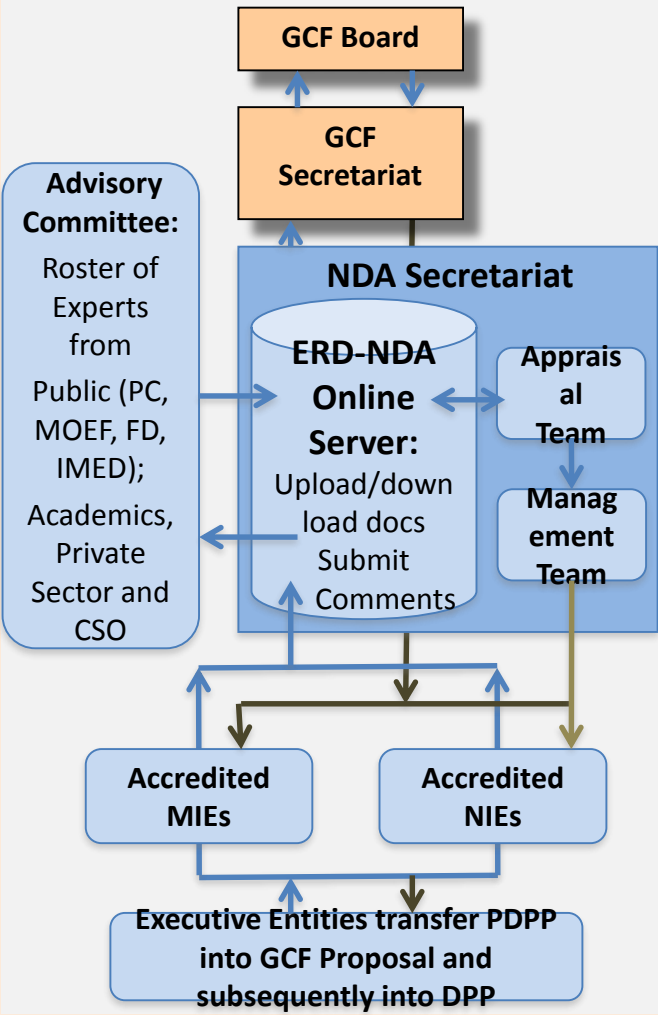 GCF Board
GCF
Secretariat
Advisory
Committee:
Roster of
Experts
from
Public (PC,
MOEF, FD,
IMED);
Academics,
Private
Sector and
CSO
NDA Secretariat
ERD-NDA
Online
Server:
Upload/down
load docs
Submit
Comments
Apprais
al
Team
Manag
ement
Team
Accredited
MIEs
Accredited
NIEs
Executive Entities transfer PDPP
into GCF Proposal and
subsequently into DPP